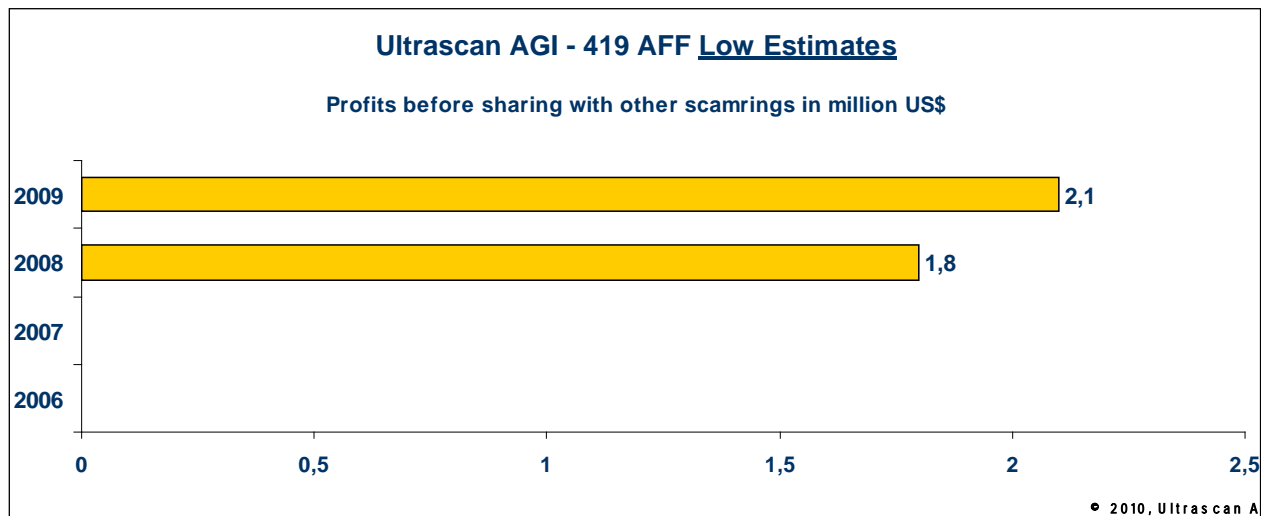 Ultrascan AGI - 419 AFF Low Estimates
Profits before sharing with other scamrings in million US$
2009
2,1
2008
1,8
2007
2006
0 0,5 1 1,5 2 2,5
© 2010, Ultrascan A